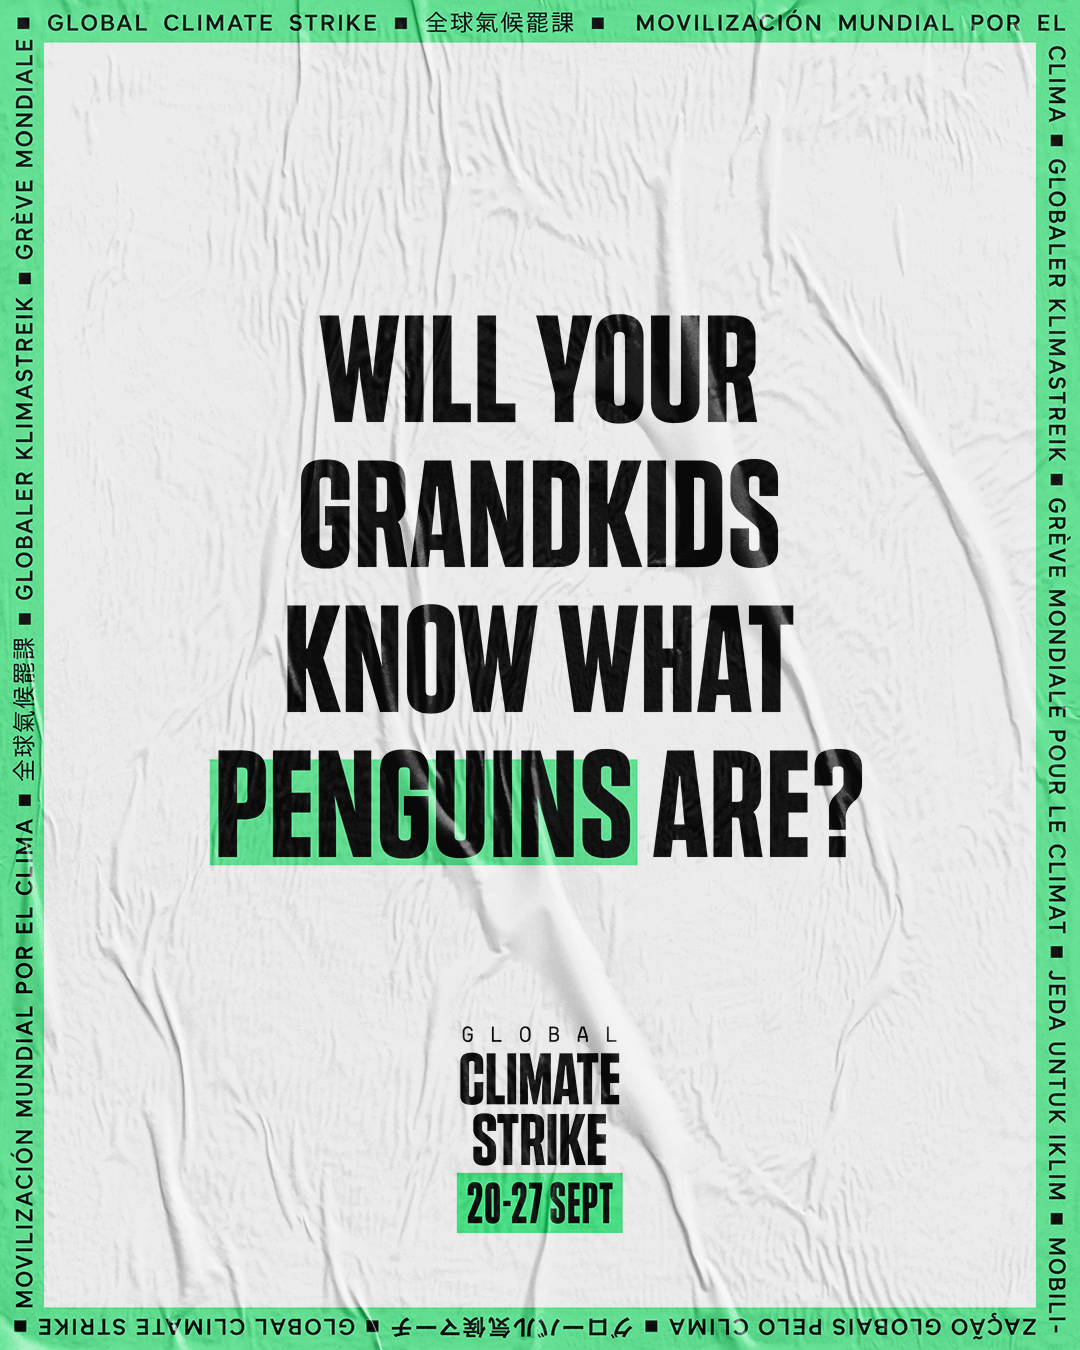 ■ GLOBAL CLIMATE STRIKE ■ 全球氣候罷課 ■ MOVILIZACIÓN MUNDIAL POR EL
CLIMA ■ GLOBALER KLIMASTREIK ■ GRÈVE MONDIALE POUR LE CLIMAT ■ JEDA UNTUK IKLIM ■ MOBILI-
ZAÇÃO GLOBAIS PELO CLIMA ■ グローバル気候マーチ ■ GLOBAL CLIMATE STRIKE ■
MOVILIZACIÓN MUNDIAL POR EL CLIMA ■ 全球氣候罷課 ■ GLOBALER KLIMASTREIK ■ GRÈVE MONDIALE ■
WILL YOUR
GRANDKIDS
KNOW WHAT
PENGUINS ARE?
GLOBAL
CLIMATE
STRIKE
20-27 SEPT